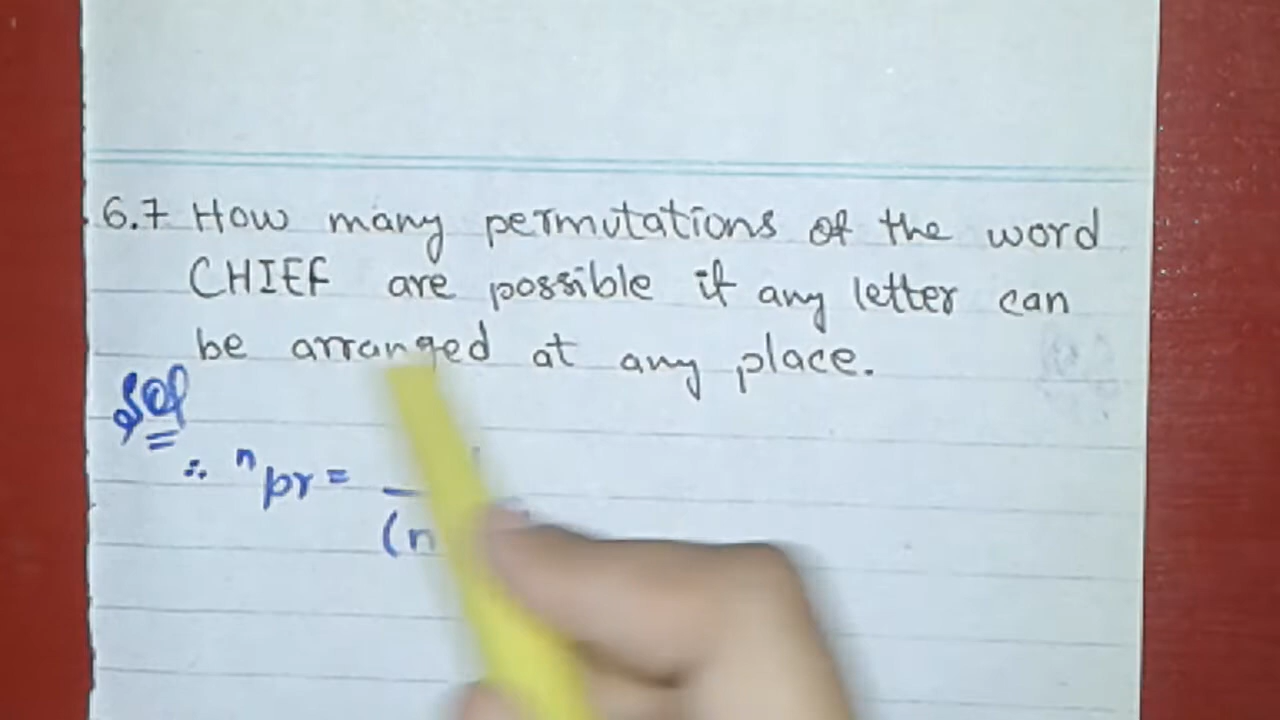 6.7 How many permutations of the word
CHIEF are possible if any letter can
be arranged at any place.
Sol
∴ ⁿpr =
(n